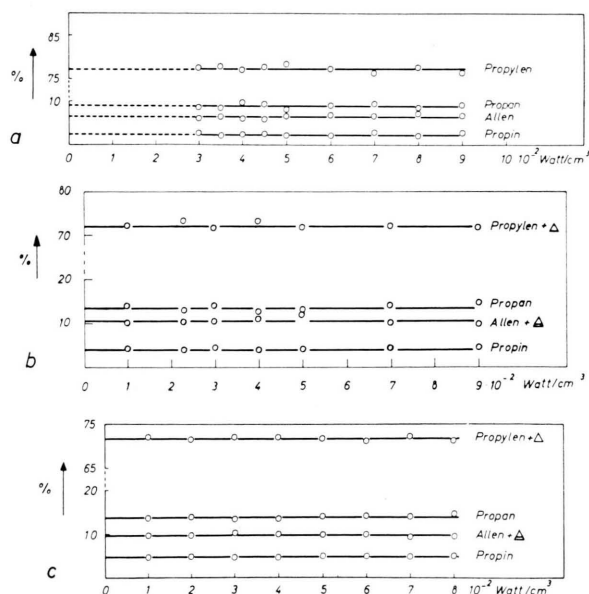 85
Propylen
%
75
10
Propan
Allen
Propin
a
0 1 2 3 4 5 6 7 8 9 10 10⁻² Watt/cm³
80
Propylen + △
70
%
20
Propan
10
Allen + △
Propin
b
0 1 2 3 4 5 6 7 8 9 10⁻² Watt/cm³
75
Propylen + △
65
%
20
Propan
10
Allen + △
Propin
c
0 1 2 3 4 5 6 7 8 10⁻² Watt/cm³